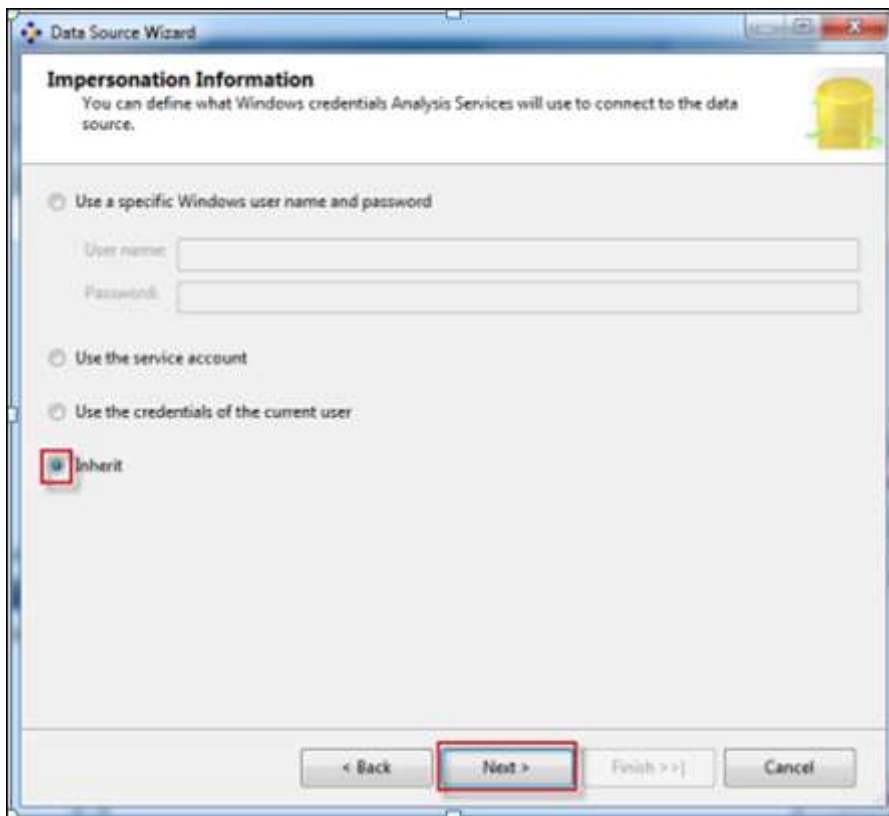 Data Source Wizard
Impersonation Information
You can define what Windows credentials Analysis Services will use to connect to the data
source.
Use a specific Windows user name and password
User name:
Password:
Use the service account
Use the credentials of the current user
Inherit
< Back
Next >
Finish >>|
Cancel